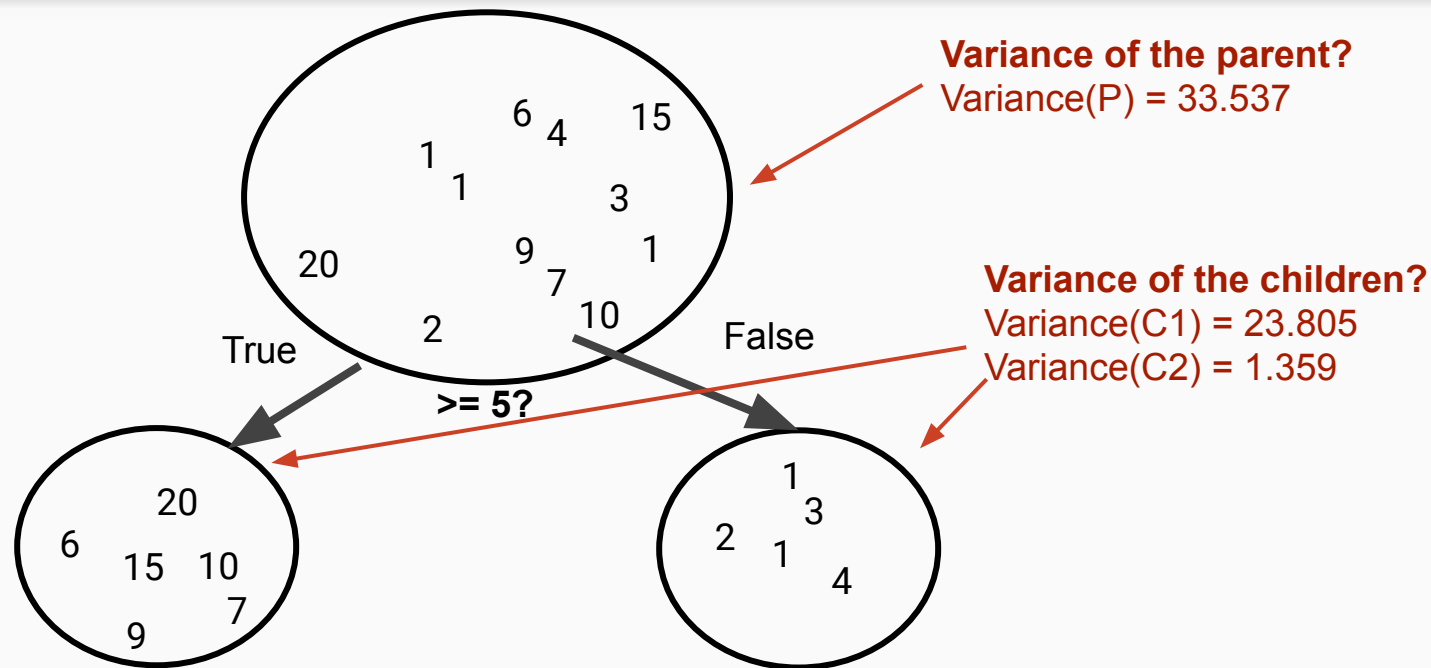 Variance of the parent?
Variance(P) = 33.537
6 4 15
1
1
3
9 1
20
7
10
2
True
False
>= 5?
Variance of the children?
Variance(C1) = 23.805
Variance(C2) = 1.359
20
6
15 10
7
9
1
3
2
1
4